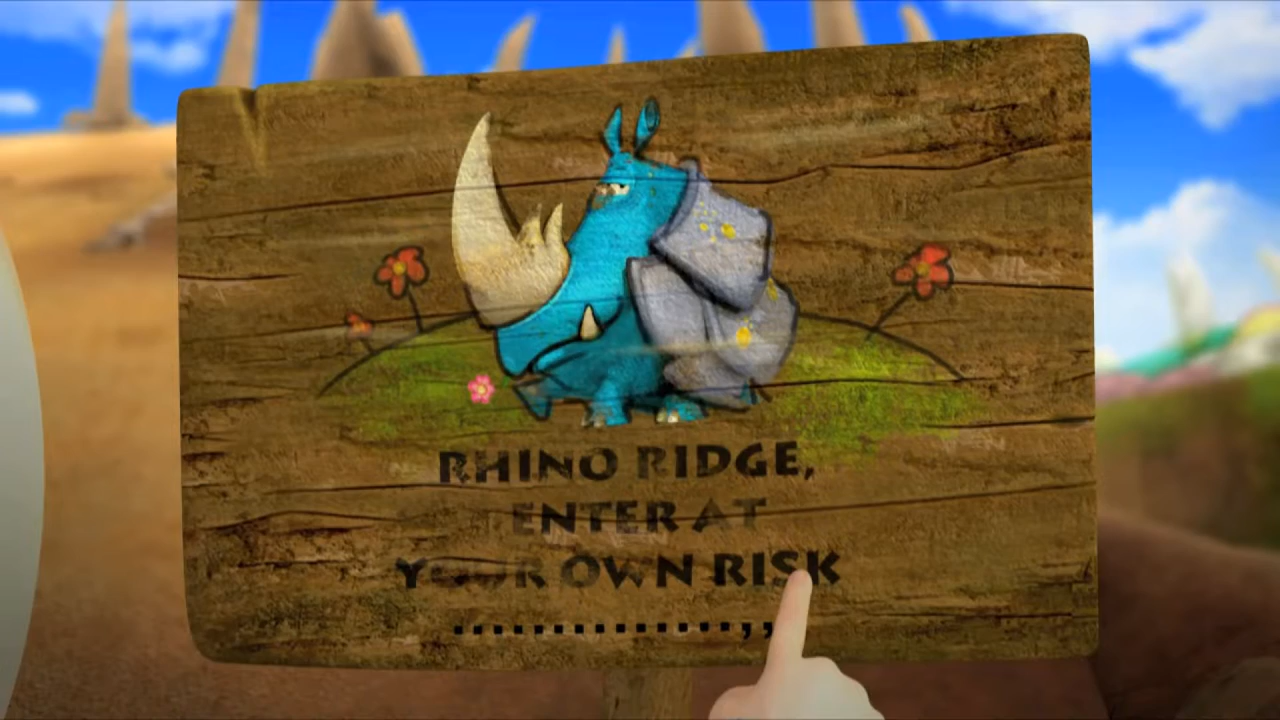 RHINO RIDGE,
ENTER AT
YOUR OWN RISK
...............,,